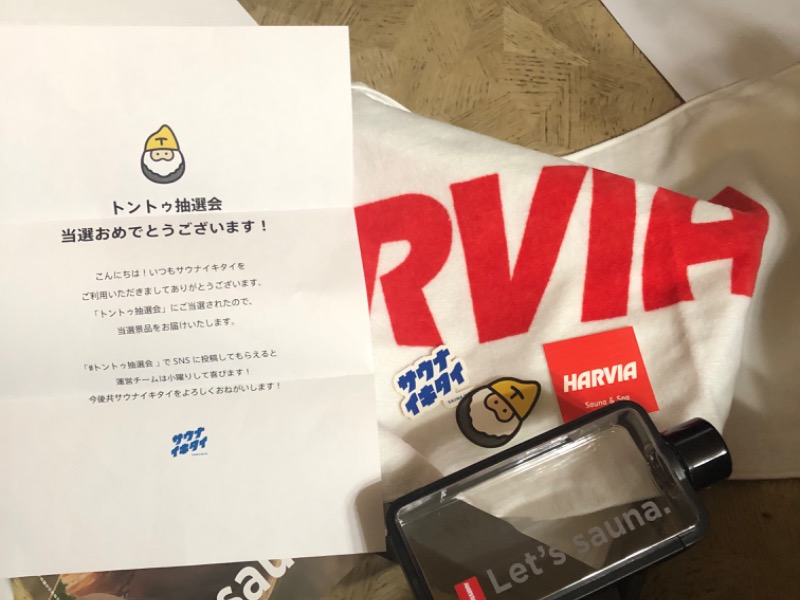 トントゥ抽選会
当選おめでとうございます！
こんにちは！いつもサウナイキタイを
ご利用いただきましてありがとうございます。
「トントゥ抽選会」にご当選されたので、
当選景品をお届けいたします。
「#トントゥ抽選会 」で SNS に投稿してもらえると
運営チームは小躍りして喜びます！
今後共サウナイキタイをよろしくおねがいします！
サウナ
イキタイ
RVIA
サウナ
イキタイ
HARVIA
Sauna & Spa
Let's sauna.
sau